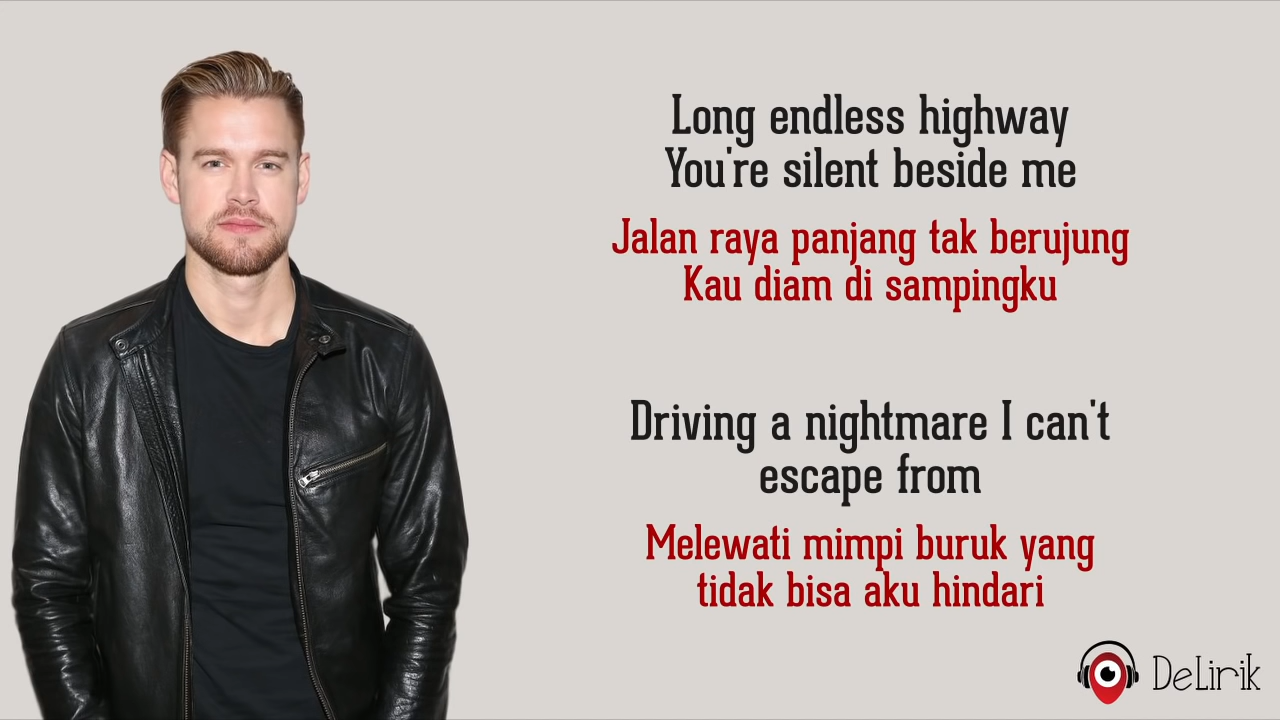 Long endless highway
You're silent beside me
Jalan raya panjang tak berujung
Kau diam di sampingku
Driving a nightmare I can't
escape from
Melewati mimpi buruk yang
tidak bisa aku hindari
DeLirik